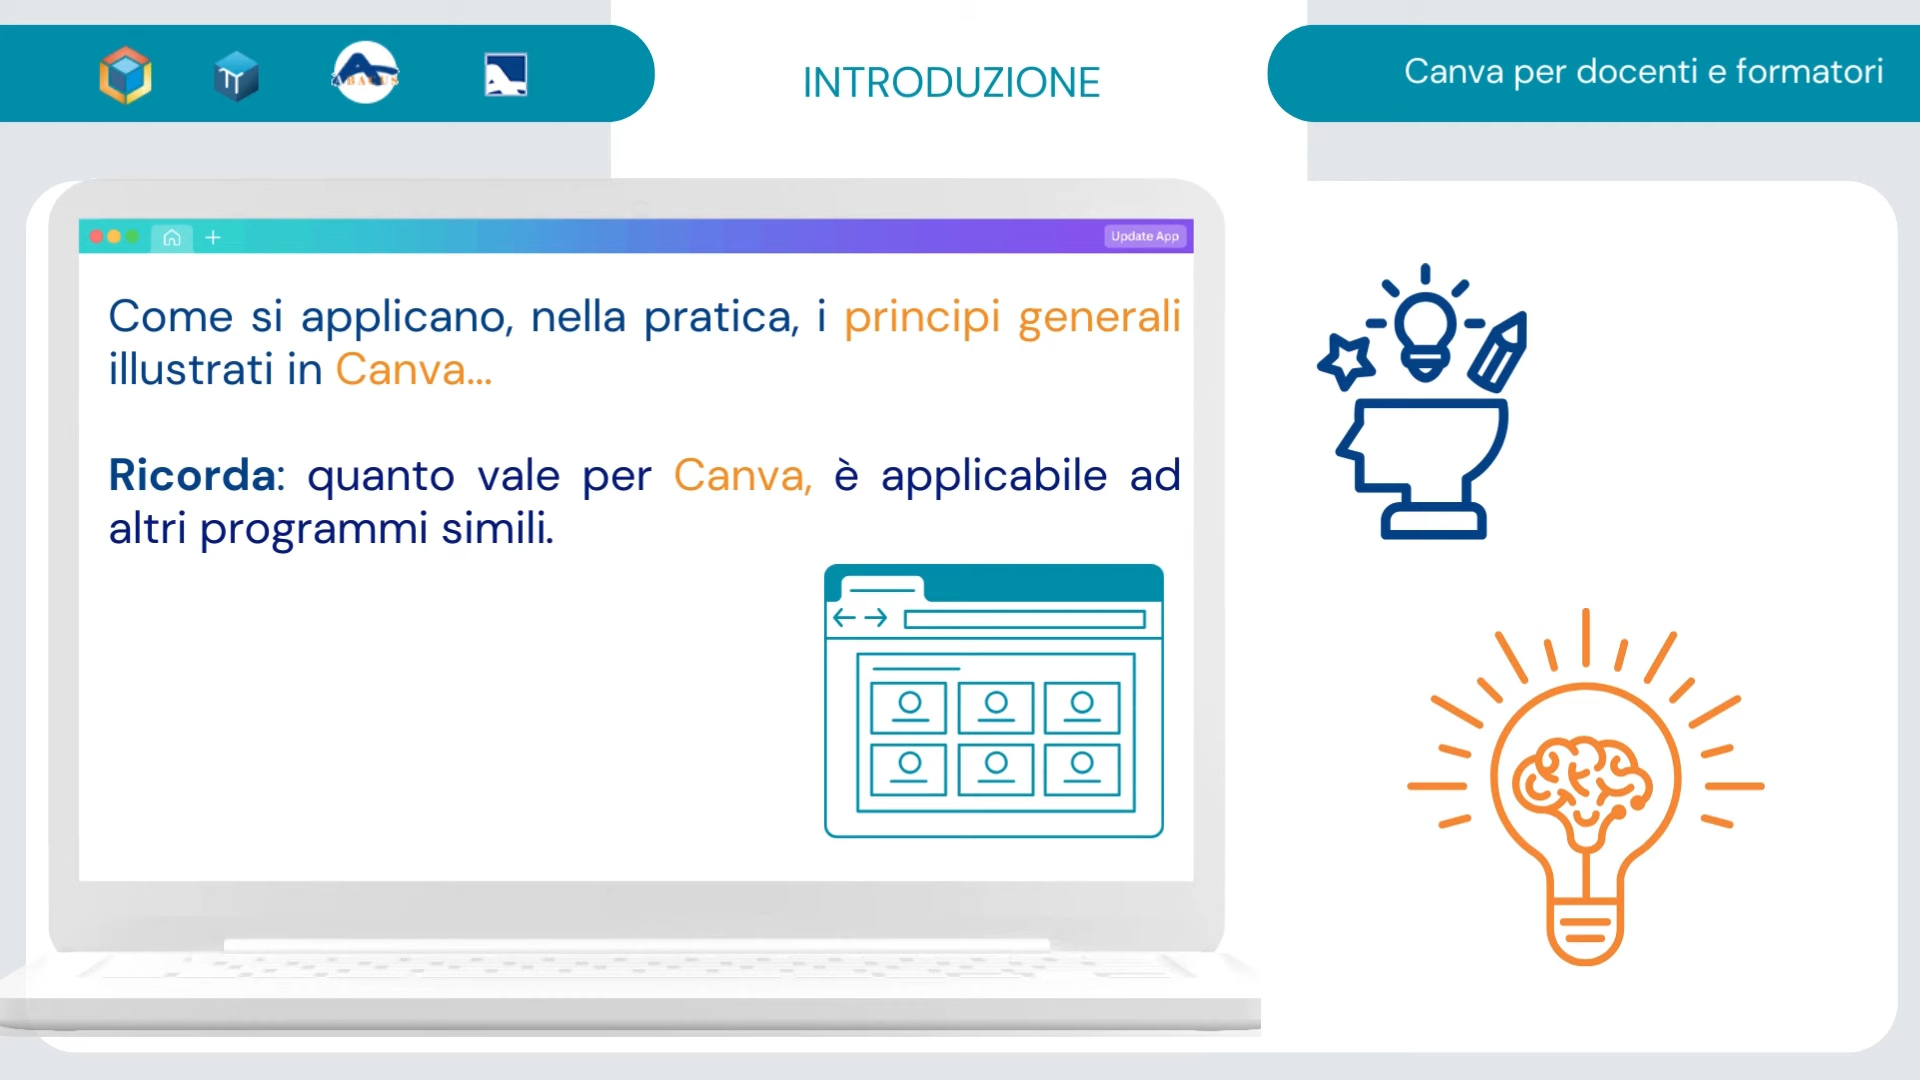 ABACUS
INTRODUZIONE
Canva per docenti e formatori
Update App
Come si applicano, nella pratica, i principi generali
illustrati in Canva...
Ricorda: quanto vale per Canva, è applicabile ad
altri programmi simili.